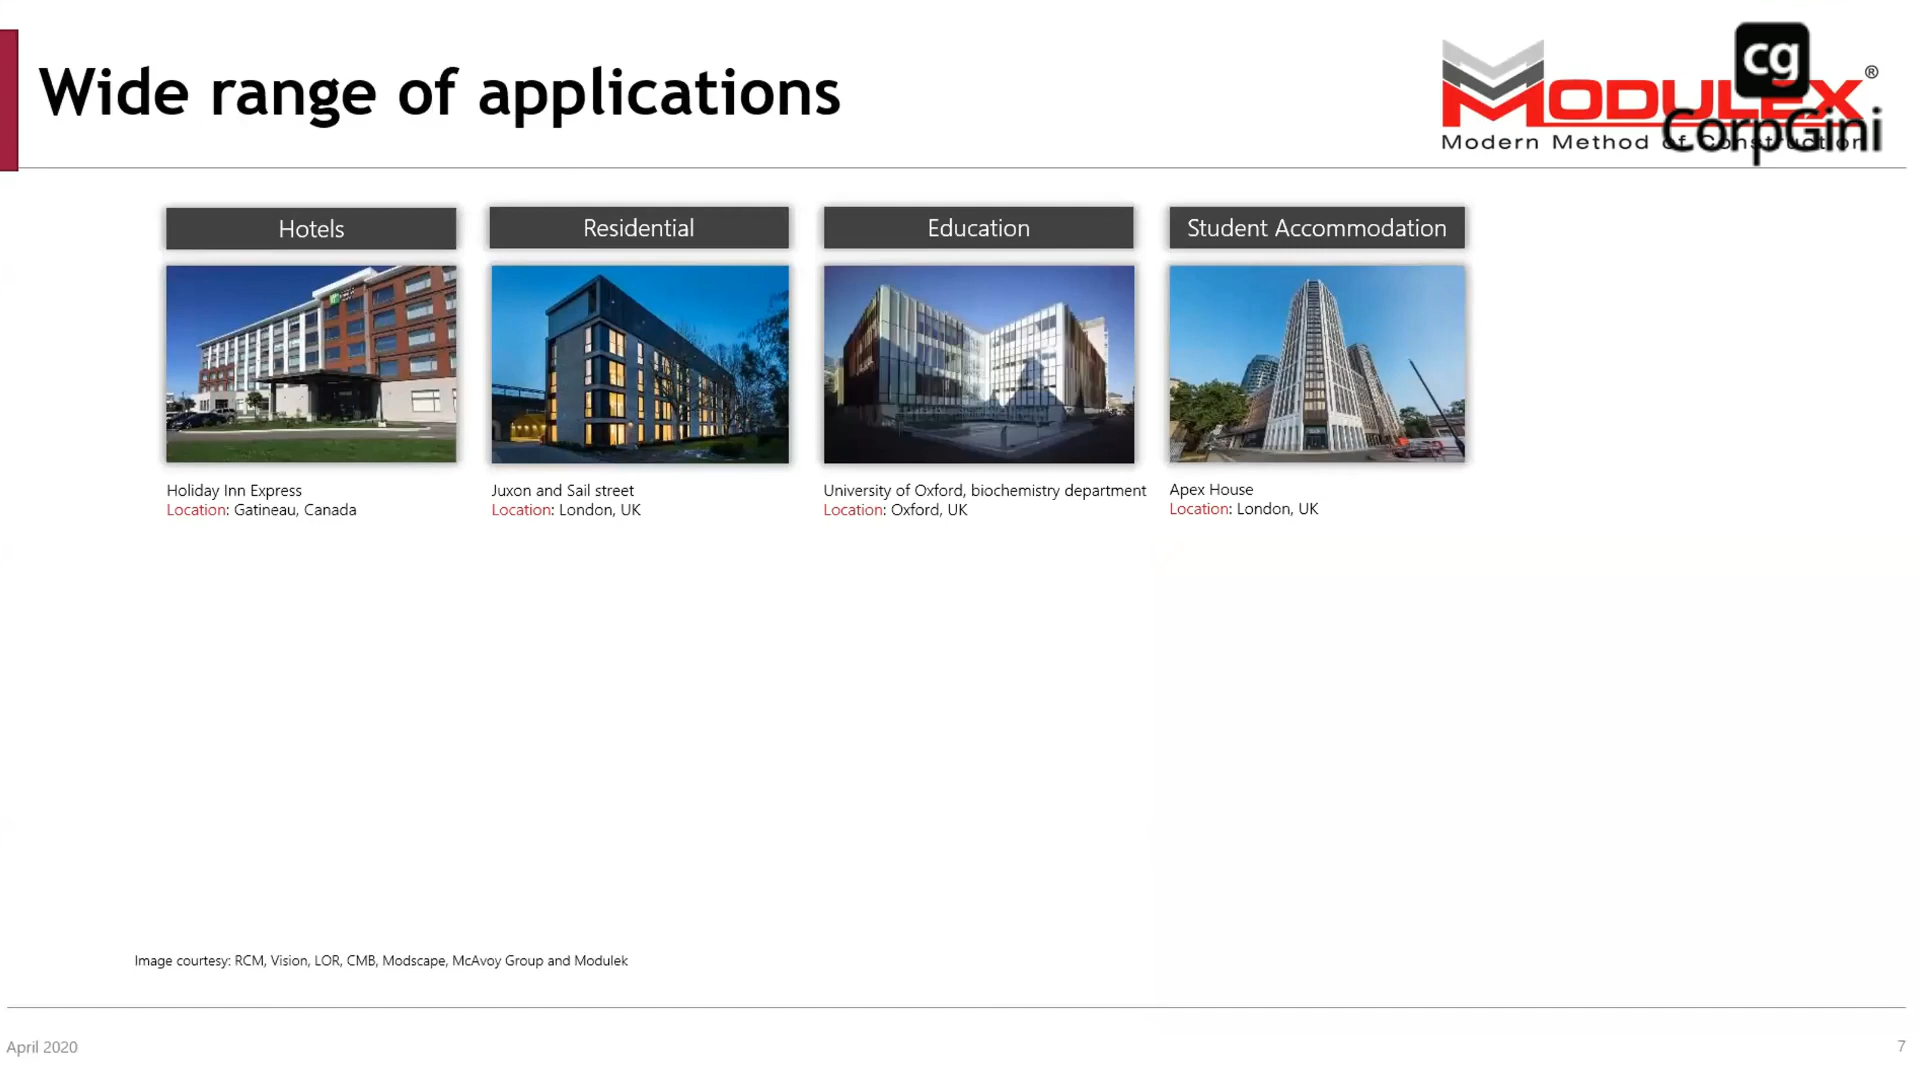 Wide range of applications
MODULEX®
Modern Method of Construction
cg
CorpGini
Hotels
Residential
Education
Student Accommodation
Holiday Inn Express
Location: Gatineau, Canada
Juxon and Sail street
Location: London, UK
University of Oxford, biochemistry department
Location: Oxford, UK
Apex House
Location: London, UK
Image courtesy: RCM, Vision, LOR, CMB, Modscape, McAvoy Group and Modulek
April 2020
7